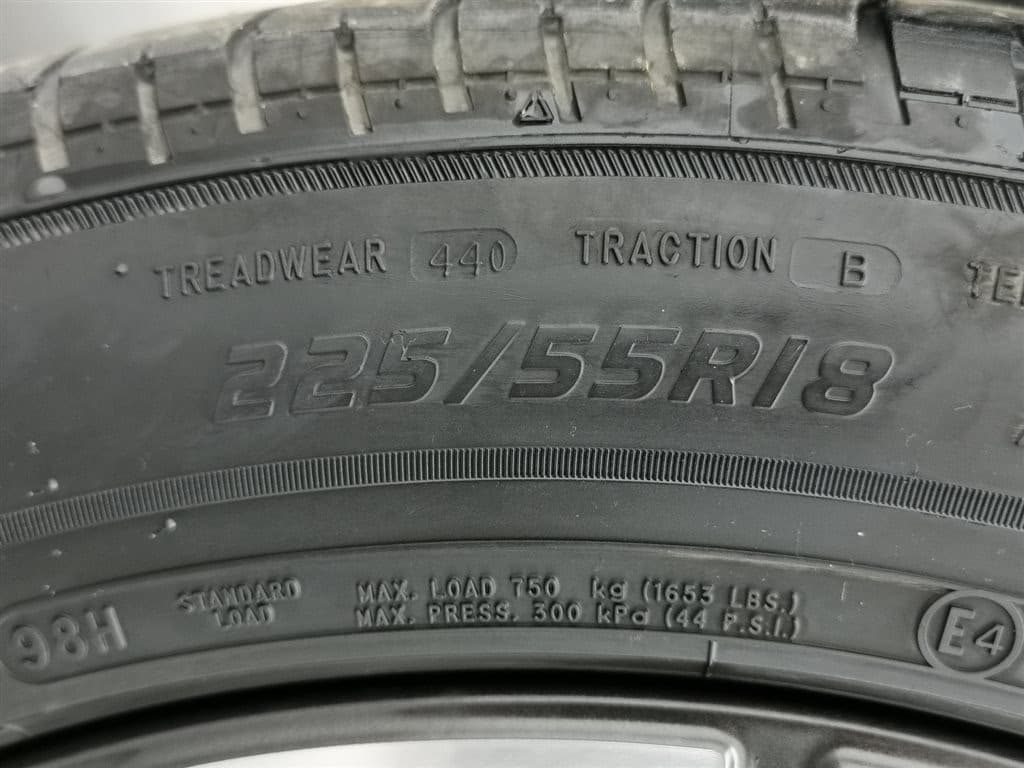 TREADWEAR 440 TRACTION B
225/55R18
98H
STANDARD LOAD
MAX. LOAD 750 kg (1653 LBS.)
MAX. PRESS. 300 kPa (44 P.S.I.)
E4